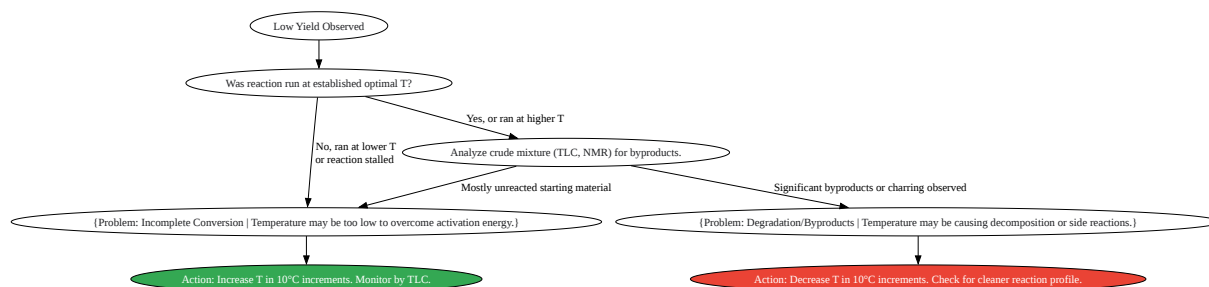 Low Yield Observed
Was reaction run at established optimal T?
Yes, or ran at higher T
No, ran at lower T
or reaction stalled
Analyze crude mixture (TLC, NMR) for byproducts.
Mostly unreacted starting material
Significant byproducts or charring observed
{Problem: Incomplete Conversion | Temperature may be too low to overcome activation energy.}
{Problem: Degradation/Byproducts | Temperature may be causing decomposition or side reactions.}
Action: Increase T in 10°C increments. Monitor by TLC.
Action: Decrease T in 10°C increments. Check for cleaner reaction profile.